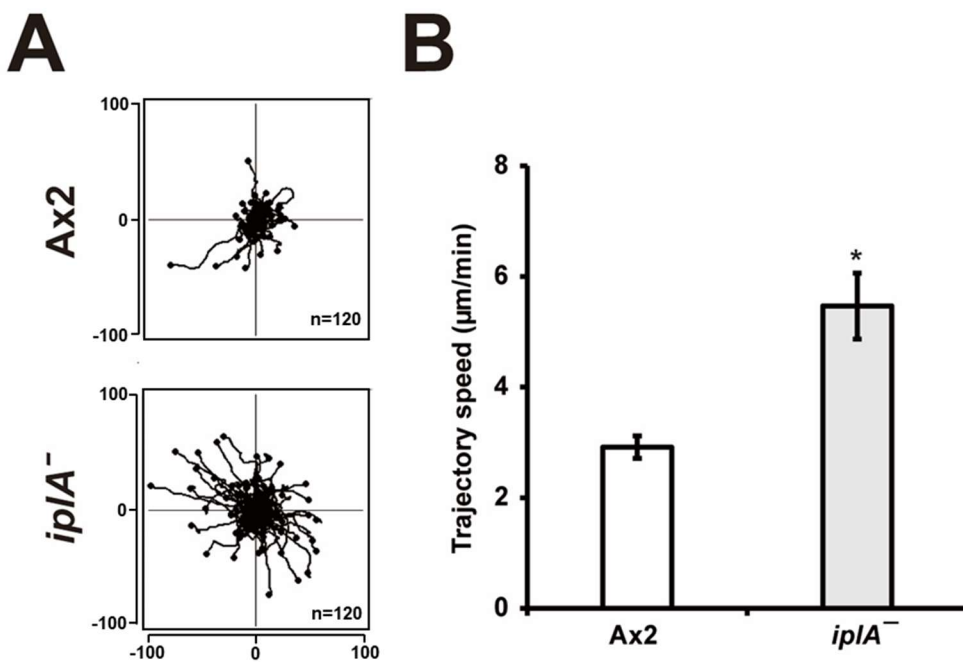 A
Ax2
100
0
-100
n=120
iplA⁻
100
0
-100
n=120
-100 0 100
B
Trajectory speed (µm/min)
8
6
4
2
0
*
Ax2 iplA⁻